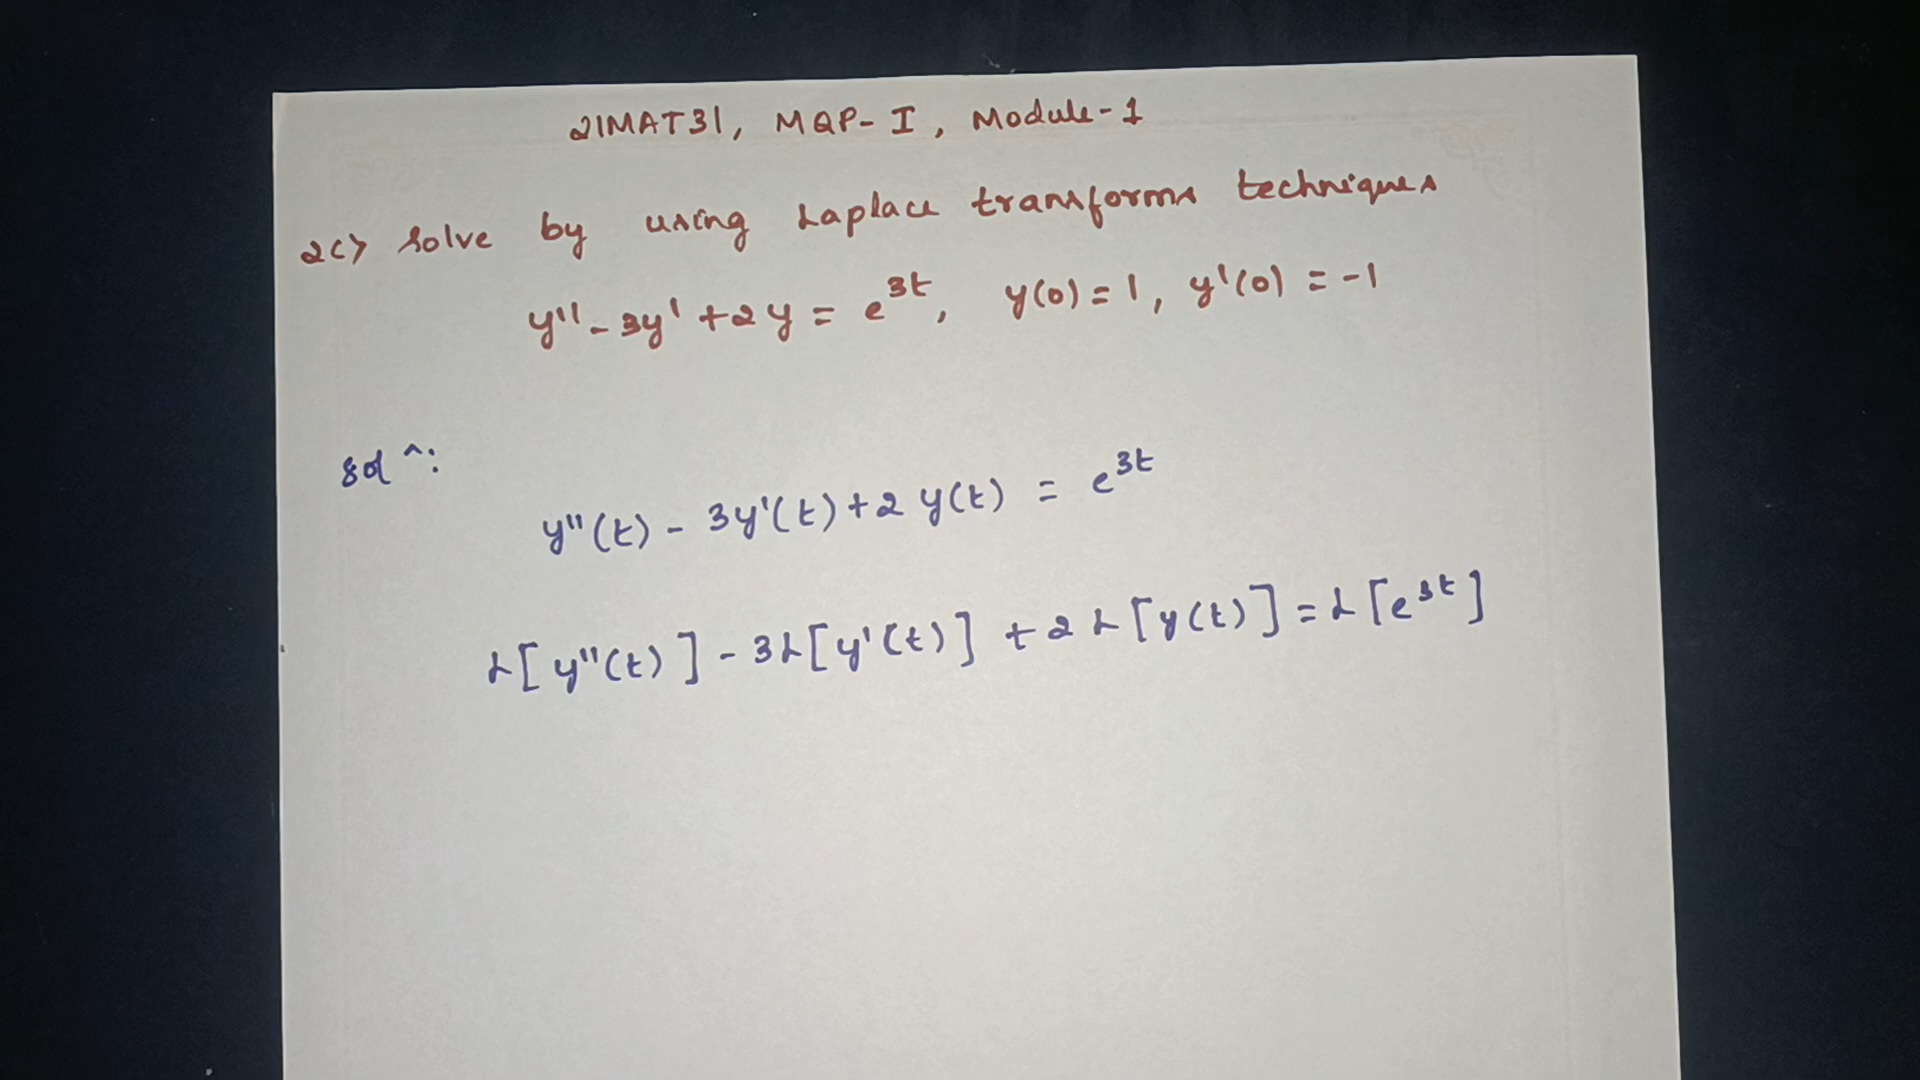 21MAT31, MQP-I, Module-1
2c) Solve by using Laplace transforms techniques
y'' - 3y' + 2y = e^{3t}, y(0) = 1, y'(0) = -1
Sol^n:
y''(t) - 3y'(t) + 2 y(t) = e^{3t}
L[y''(t)] - 3L[y'(t)] + 2 L[y(t)] = L[e^{3t}]